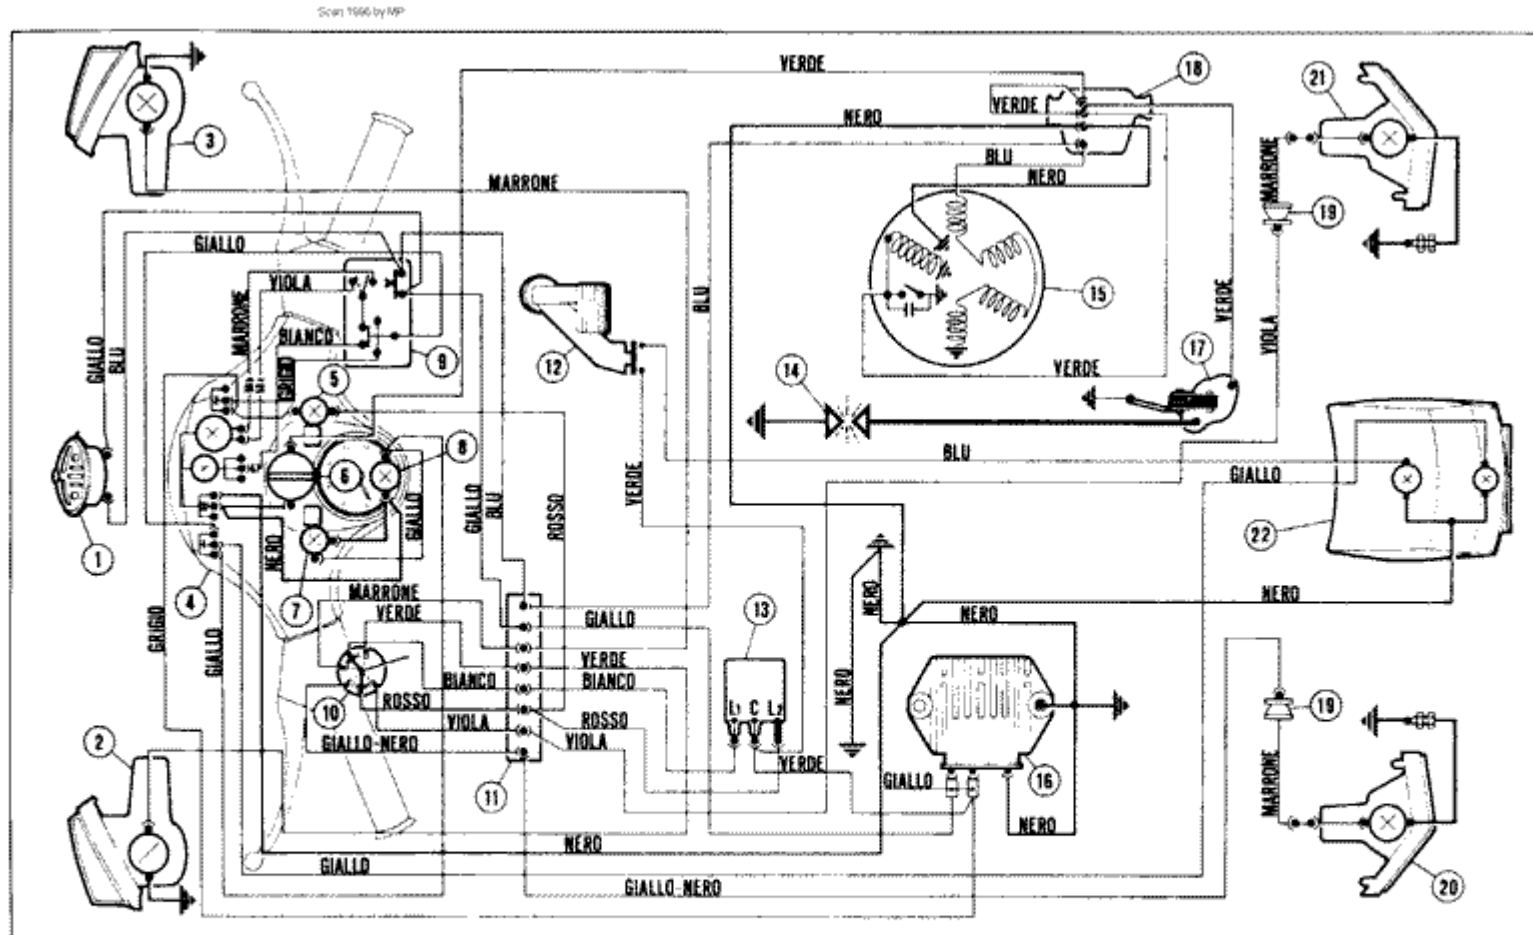 Scan 1996 by MP
VERDE
18
21
3
VERDE
NERO
BLU
NERO
MARRONE
MARRONE
19
GIALLO
VIOLA
MARRONE
BIANCO
GIALLO
BLU
GRIGIO
9
12
BLU
15
VERDE
14
17
VERDE
VIOLA
5
8
6
1
4
7
NERO
GIALLO
GIALLO
BLU
ROSSO
VERDE
BLU
GIALLO
22
MARRONE
VERDE
GRIGIO
GIALLO
10
BIANCO
ROSSO
VIOLA
GIALLO-NERO
11
GIALLO
VERDE
BIANCO
ROSSO
VIOLA
13
L1 C L2
VERDE
NERO
NERO
NERO
NERO
GIALLO
16
NERO
19
MARRONE
2
NERO
GIALLO
GIALLO-NERO
20